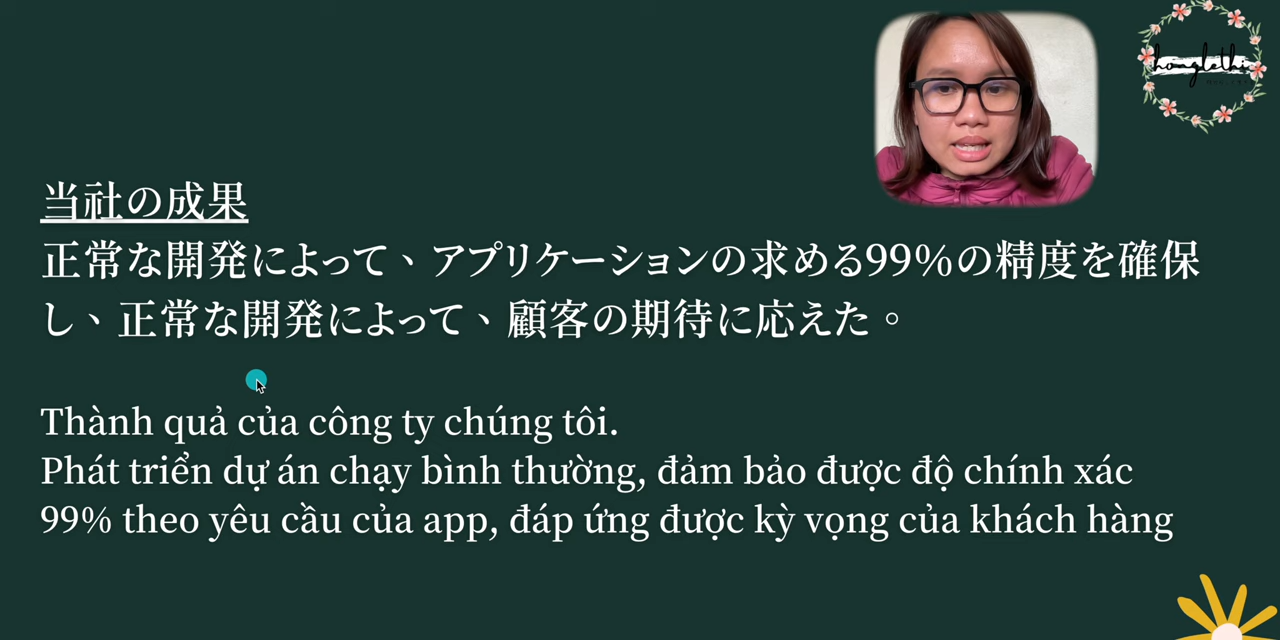 honglethi
当社の成果
正常な開発によって、アプリケーションの求める99%の精度を確保
し、正常な開発によって、顧客の期待に応えた。
Thành quả của công ty chúng tôi.
Phát triển dự án chạy bình thường, đảm bảo được độ chính xác
99% theo yêu cầu của app, đáp ứng được kỳ vọng của khách hàng